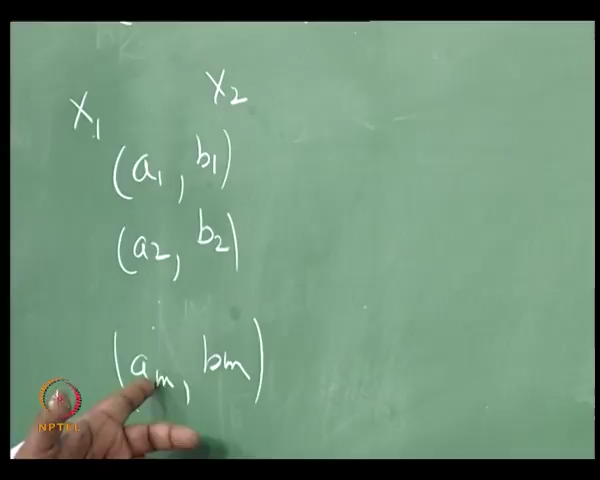 X₁ X₂
(a₁, b₁)
(a₂, b₂)
(aₘ, bₘ)
NPTEL